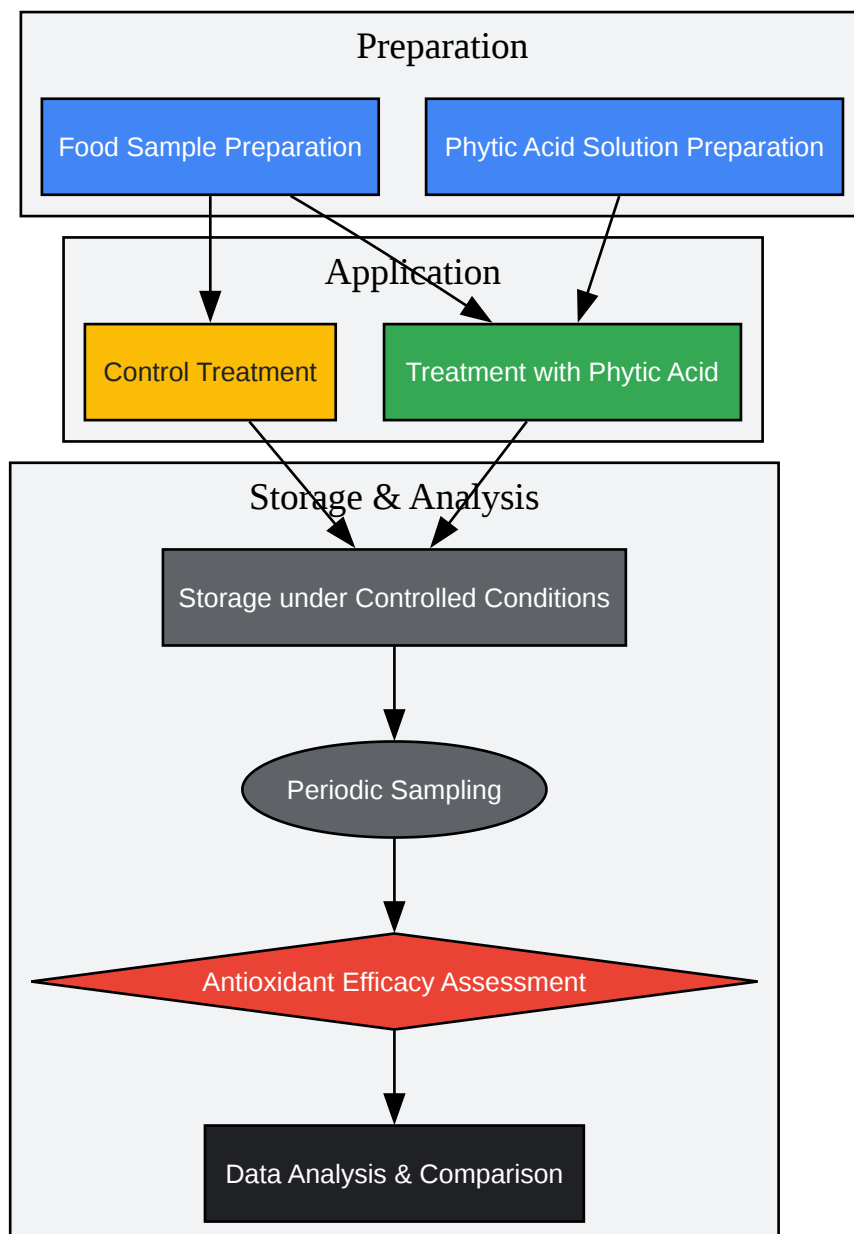 Preparation
Food Sample Preparation
Phytic Acid Solution Preparation
Application
Control Treatment
Treatment with Phytic Acid
Storage & Analysis
Storage under Controlled Conditions
Periodic Sampling
Antioxidant Efficacy Assessment
Data Analysis & Comparison